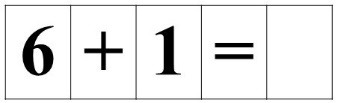 6 + 1 =